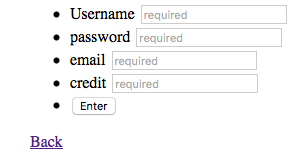 Username required
password required
email required
credit required
Enter
Back